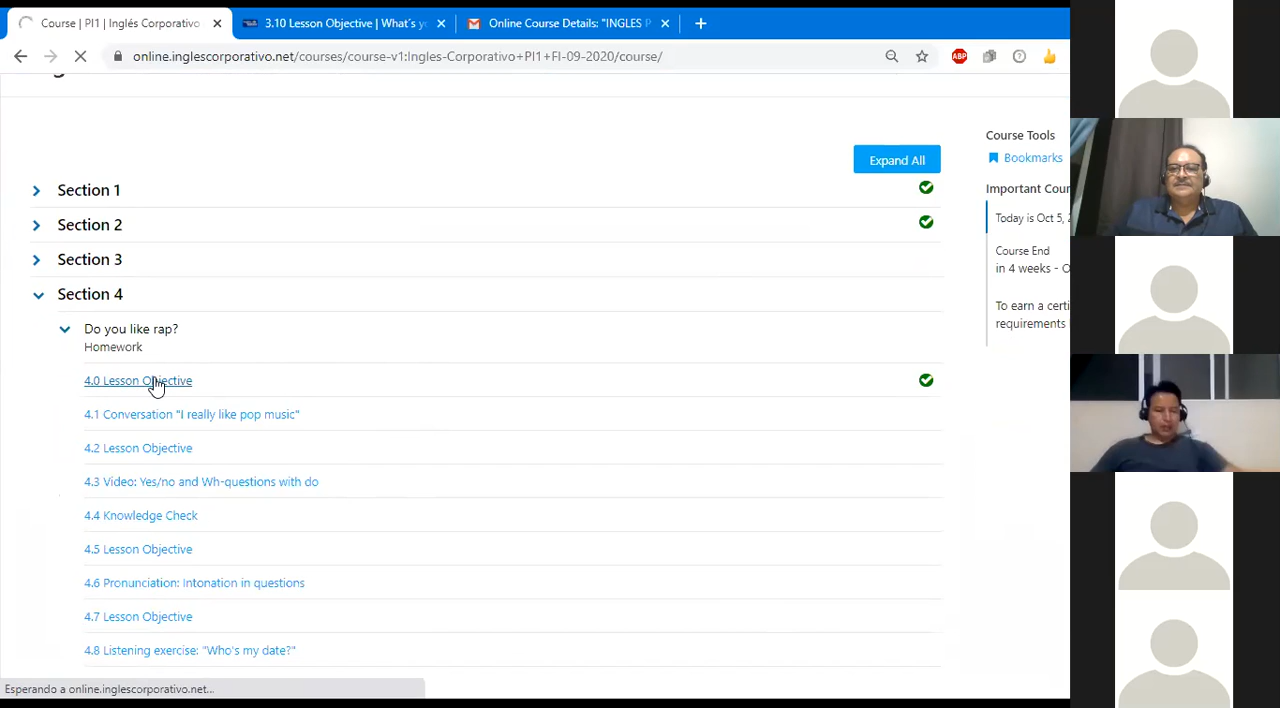 Course | PI1 | Inglés Corporativo
3.10 Lesson Objective | What's yo
Online Course Details: "INGLES P
online.inglescorporativo.net/courses/course-v1:Ingles-Corporativo+PI1+FI-09-2020/course/
ABP
Expand All
Course Tools
Bookmarks
Important Cour
Today is Oct 5, 2
Course End
in 4 weeks - O
To earn a certi
requirements
Section 1
Section 2
Section 3
Section 4
Do you like rap?
Homework
4.0 Lesson Objective
4.1 Conversation "I really like pop music"
4.2 Lesson Objective
4.3 Video: Yes/no and Wh-questions with do
4.4 Knowledge Check
4.5 Lesson Objective
4.6 Pronunciation: Intonation in questions
4.7 Lesson Objective
4.8 Listening exercise: "Who's my date?"
Esperando a online.inglescorporativo.net...